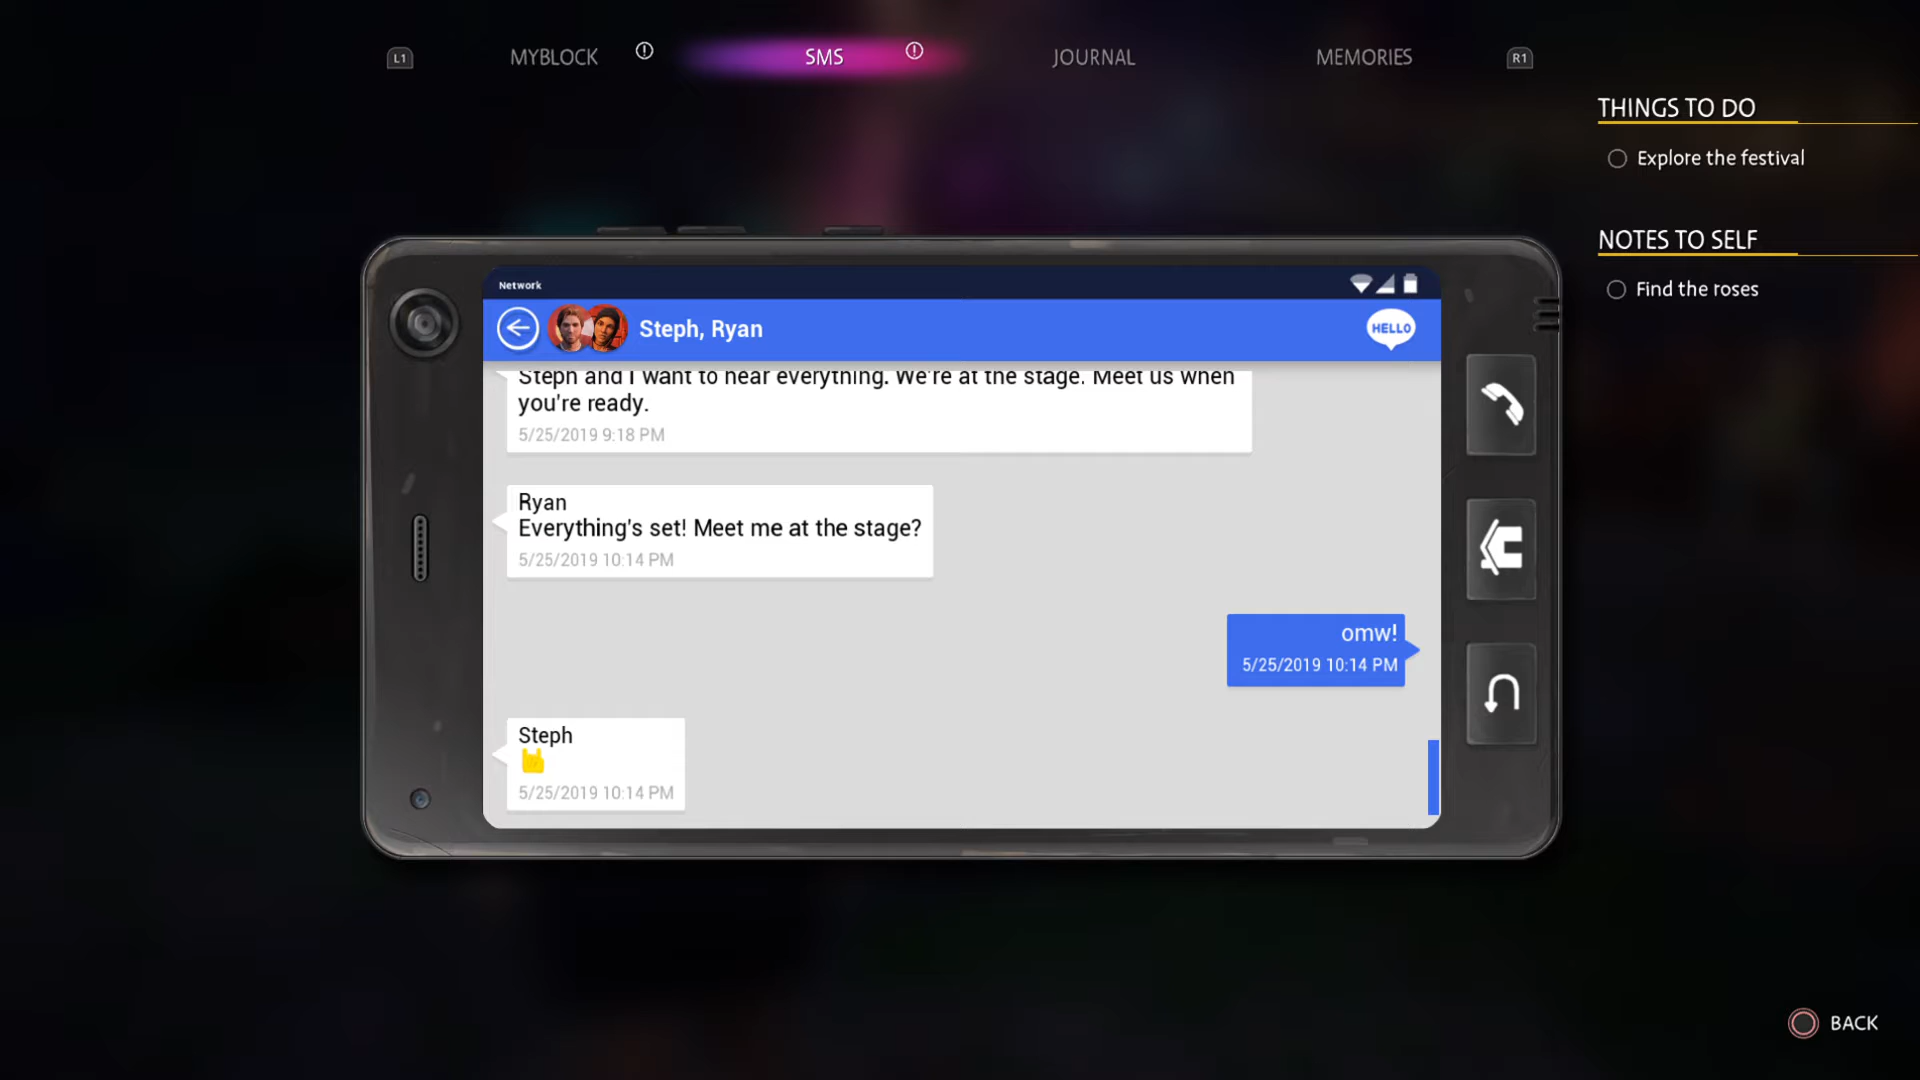 L1
MYBLOCK
SMS
JOURNAL
MEMORIES
R1
THINGS TO DO
Explore the festival
NOTES TO SELF
Find the roses
Network
Steph, Ryan
HELLO
Steph and I want to hear everything. We're at the stage. Meet us when
you're ready.
5/25/2019 9:18 PM
Ryan
Everything's set! Meet me at the stage?
5/25/2019 10:14 PM
omw!
5/25/2019 10:14 PM
Steph
5/25/2019 10:14 PM
BACK